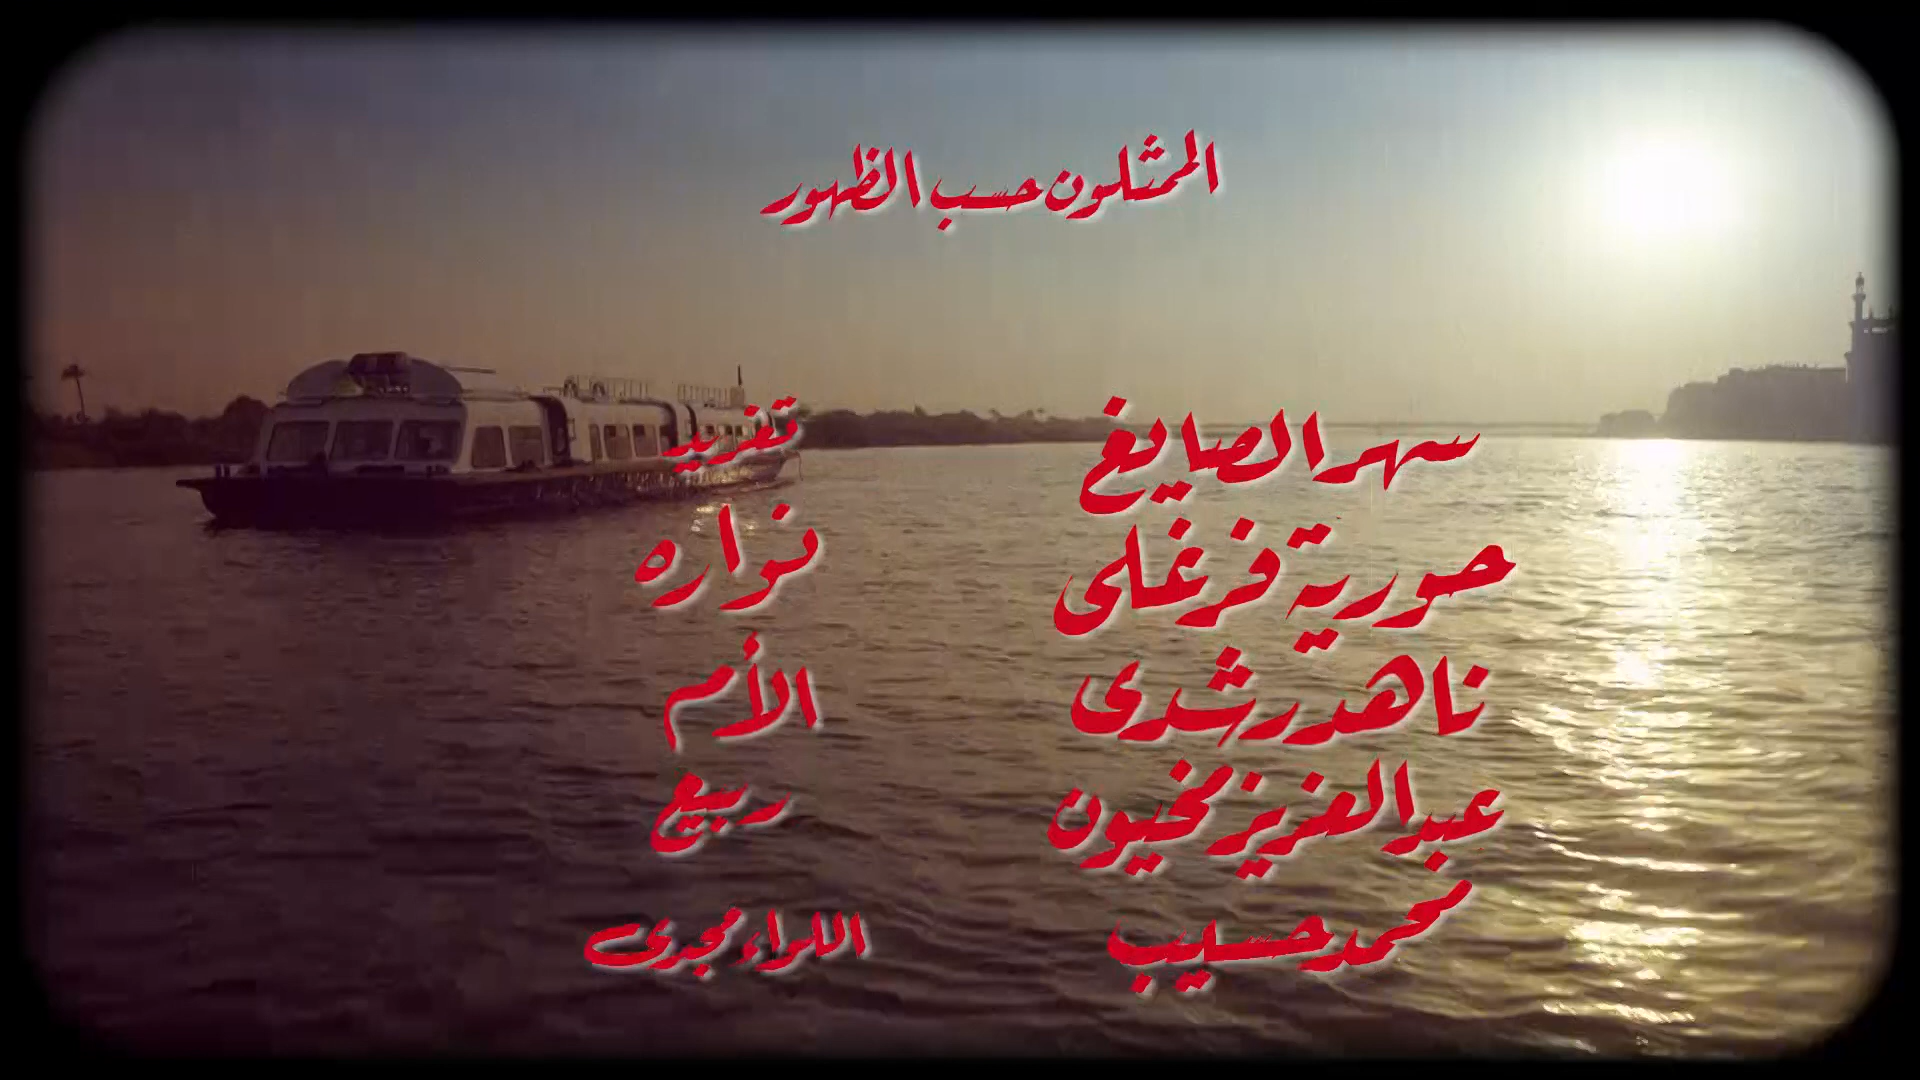 الممثلون حسب الظهور
سهر الصايغ تغريد
حورية فرغلى نواره
ناهد رشدى الأم
عبد العزيز مخيون ربيع
محمد حسيب اللواء مجدى